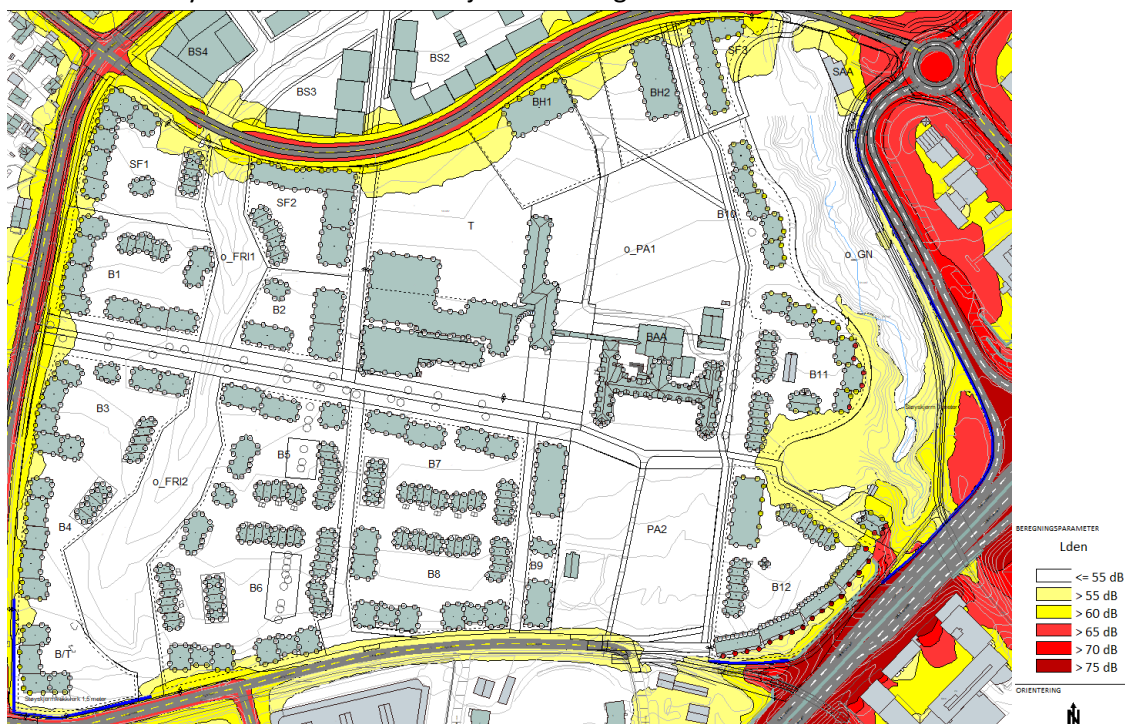 BS4
BS2
BS3
SF3
SAA
BH1
BH2
SF1
SF2
B10
T
o_PA1
o_GN
o_FRI1
B1
B2
BAA
B11
B3
B5
B7
o_FRI2
B4
PA2
B6
B8
B9
B12
B/T
BEREGNINGSPARAMETER
Lden
<= 55 dB
> 55 dB
> 60 dB
> 65 dB
> 70 dB
> 75 dB
ORIENTERING
N